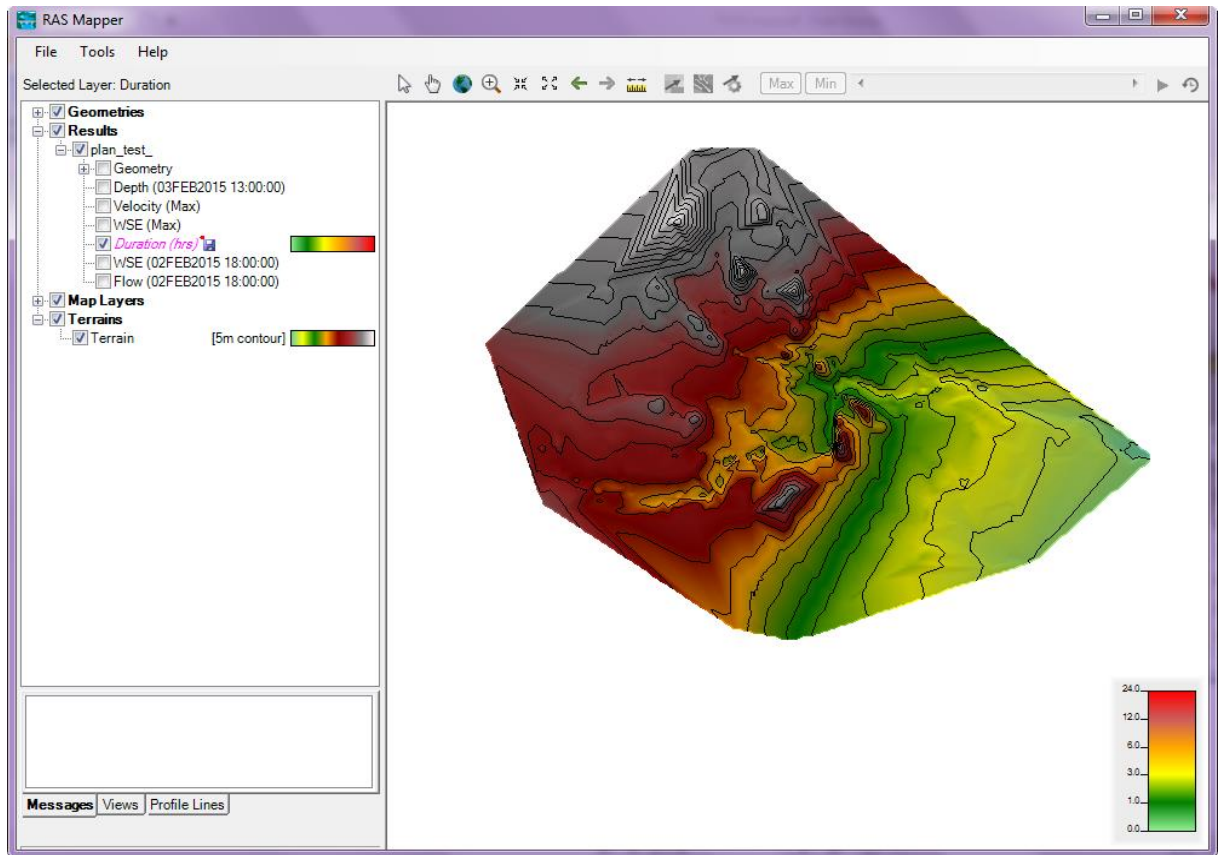 RAS Mapper
File Tools Help
Selected Layer: Duration
Max Min
Geometries
Results
plan_test_
Geometry
Depth (03FEB2015 13:00:00)
Velocity (Max)
WSE (Max)
Duration (hrs)
WSE (02FEB2015 18:00:00)
Flow (02FEB2015 18:00:00)
Map Layers
Terrains
Terrain [5m contour]
24.0
12.0
6.0
3.0
1.0
0.0
Messages Views Profile Lines